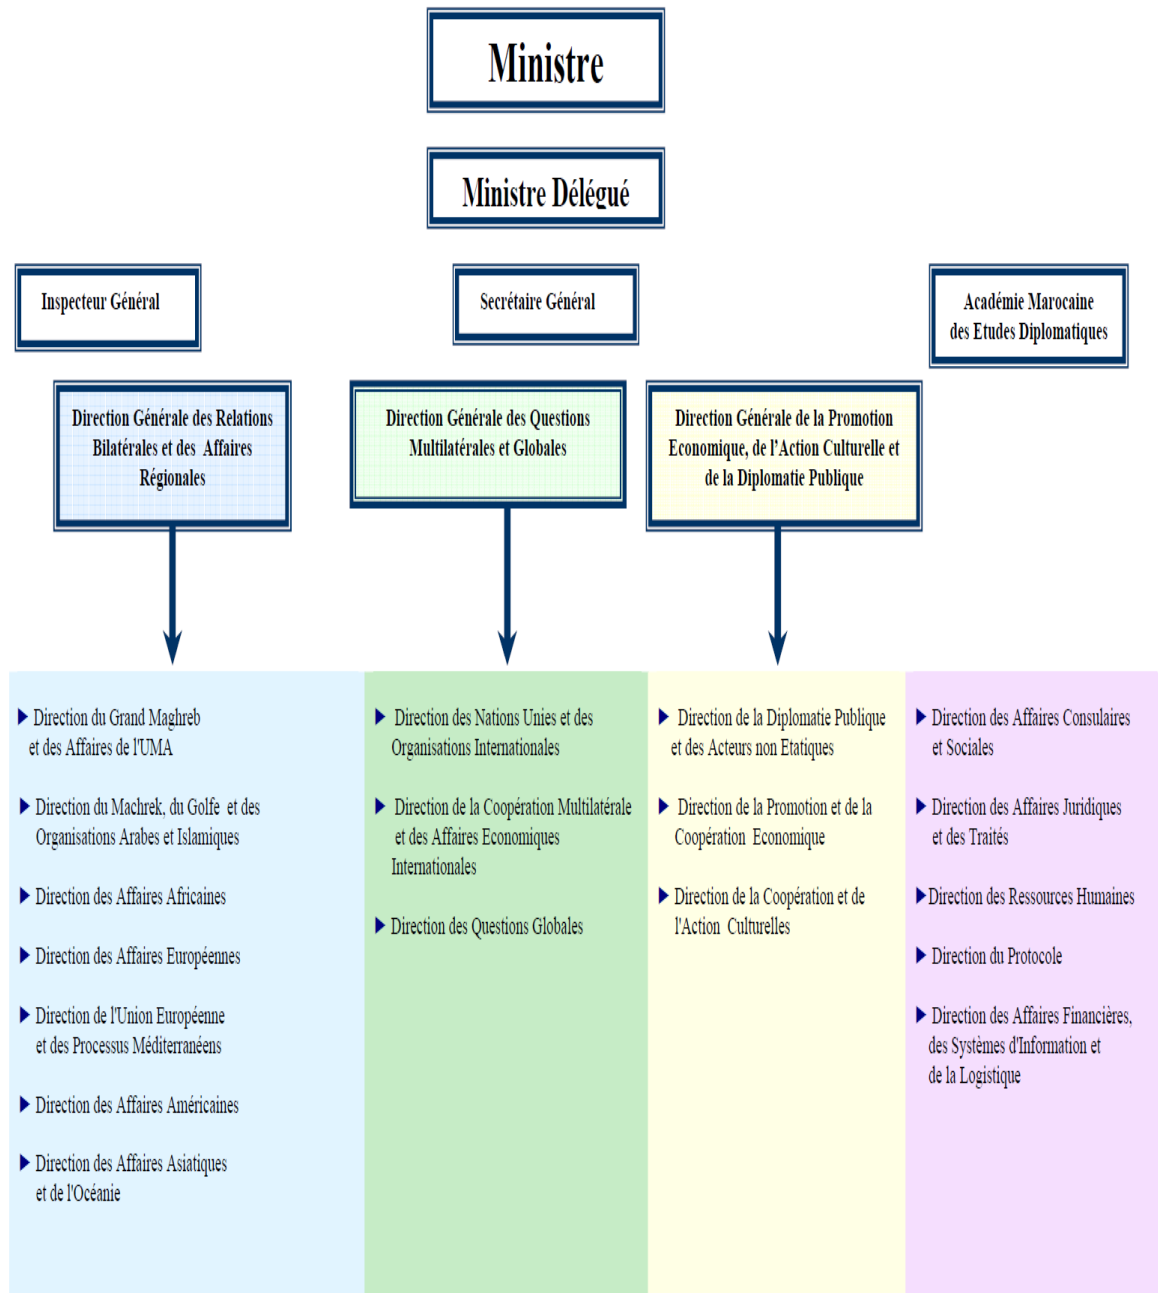 Ministre
Ministre Délégué
Inspecteur Général
Secrétaire Général
Académie Marocaine
des Etudes Diplomatiques
Direction Générale des Relations
Bilatérales et des Affaires
Régionales
Direction Générale des Questions
Multilatérales et Globales
Direction Générale de la Promotion
Economique, de l'Action Culturelle et
de la Diplomatie Publique
Direction du Grand Maghreb
et des Affaires de l'UMA
Direction du Machrek, du Golfe et des
Organisations Arabes et Islamiques
Direction des Affaires Africaines
Direction des Affaires Européennes
Direction de l'Union Européenne
et des Processus Méditerranéens
Direction des Affaires Américaines
Direction des Affaires Asiatiques
et de l'Océanie
Direction des Nations Unies et des
Organisations Internationales
Direction de la Coopération Multilatérale
et des Affaires Economiques
Internationales
Direction des Questions Globales
Direction de la Diplomatie Publique
et des Acteurs non Etatiques
Direction de la Promotion et de la
Coopération Economique
Direction de la Coopération et de
l'Action Culturelles
Direction des Affaires Consulaires
et Sociales
Direction des Affaires Juridiques
et des Traités
Direction des Ressources Humaines
Direction du Protocole
Direction des Affaires Financières,
des Systèmes d'Information et
de la Logistique